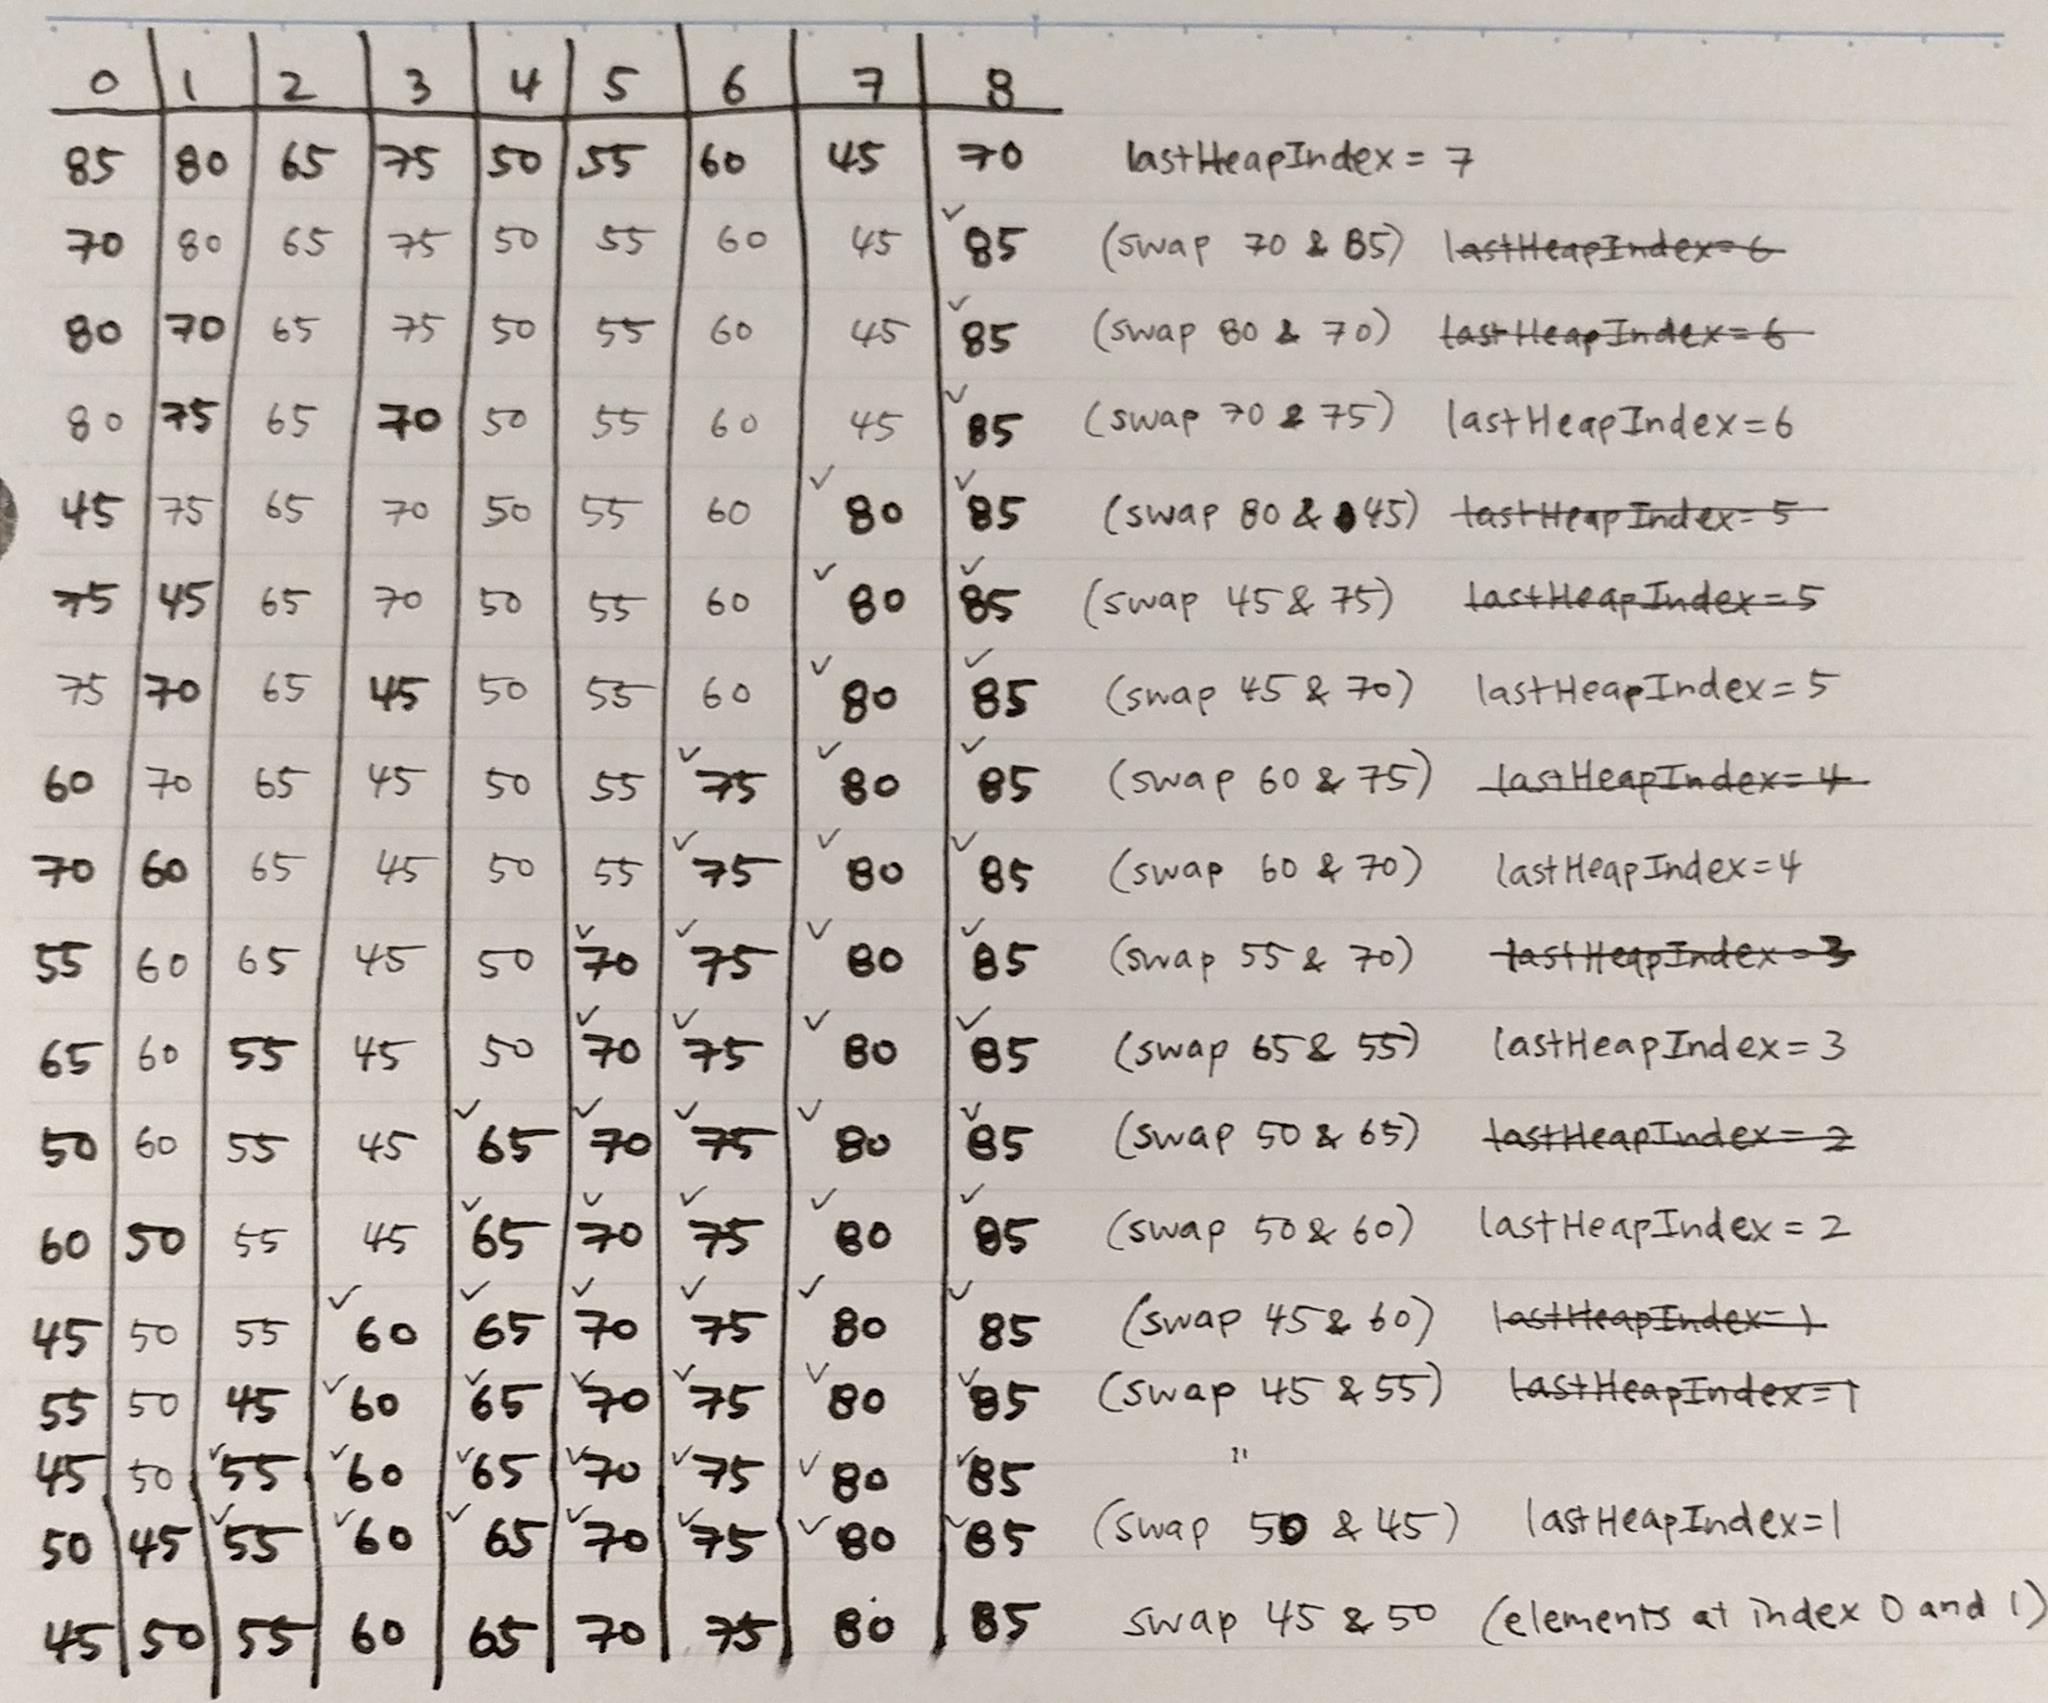 0 1 2 3 4 5 6 7 8
85 80 65 75 50 55 60 45 70 lastHeapIndex = 7
70 80 65 75 50 55 60 45 ✓85 (swap 70 & 85) lastHeapIndex=6
80 70 65 75 50 55 60 45 ✓85 (swap 80 & 70) lastHeapIndex=6
80 75 65 70 50 55 60 45 ✓85 (swap 70 & 75) lastHeapIndex=6
45 75 65 70 50 55 60 ✓80 ✓85 (swap 80 & 45) lastHeapIndex=5
75 45 65 70 50 55 60 ✓80 ✓85 (swap 45 & 75) lastHeapIndex=5
75 70 65 45 50 55 60 ✓80 ✓85 (swap 45 & 70) lastHeapIndex=5
60 70 65 45 50 55 ✓75 ✓80 ✓85 (swap 60 & 75) lastHeapIndex=4
70 60 65 45 50 55 ✓75 ✓80 ✓85 (swap 60 & 70) lastHeapIndex=4
55 60 65 45 50 ✓70 ✓75 ✓80 ✓85 (swap 55 & 70) lastHeapIndex=3
65 60 55 45 50 ✓70 ✓75 ✓80 ✓85 (swap 65 & 55) lastHeapIndex=3
50 60 55 45 ✓65 ✓70 ✓75 ✓80 ✓85 (swap 50 & 65) lastHeapIndex=2
60 50 55 45 ✓65 ✓70 ✓75 ✓80 ✓85 (swap 50 & 60) lastHeapIndex=2
45 50 55 ✓60 ✓65 ✓70 ✓75 ✓80 ✓85 (swap 45 & 60) lastHeapIndex=1
55 50 45 ✓60 ✓65 ✓70 ✓75 ✓80 ✓85 (swap 45 & 55) lastHeapIndex=1
45 50 ✓55 ✓60 ✓65 ✓70 ✓75 ✓80 ✓85 "
50 45 ✓55 ✓60 ✓65 ✓70 ✓75 ✓80 ✓85 (swap 50 & 45) lastHeapIndex=1
45 50 55 60 65 70 75 80 85 swap 45 & 50 (elements at index 0 and 1)